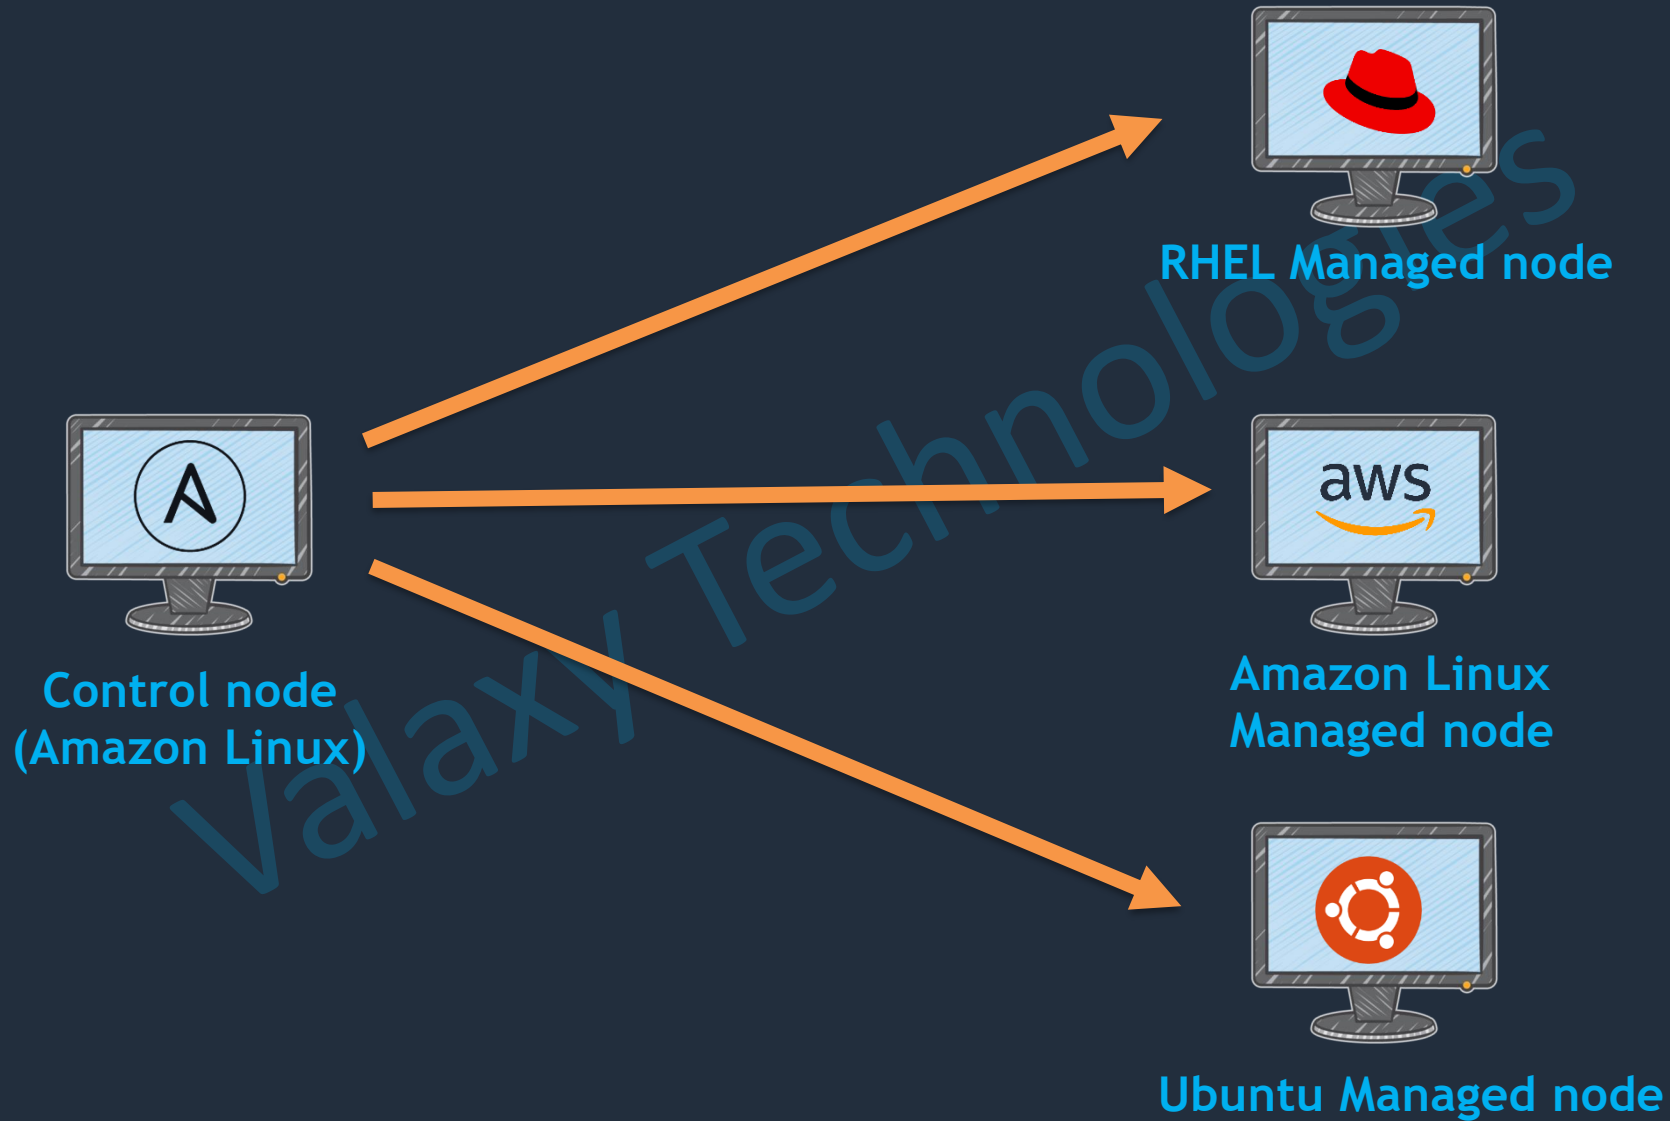 RHEL Managed node
aws
Control node
(Amazon Linux)
Amazon Linux
Managed node
Ubuntu Managed node
Valaxy Technologies